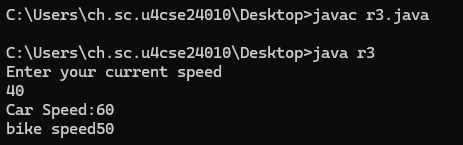 C:\Users\ch.sc.u4cse24010\Desktop>javac r3.java
C:\Users\ch.sc.u4cse24010\Desktop>java r3
Enter your current speed
40
Car Speed:60
bike speed50